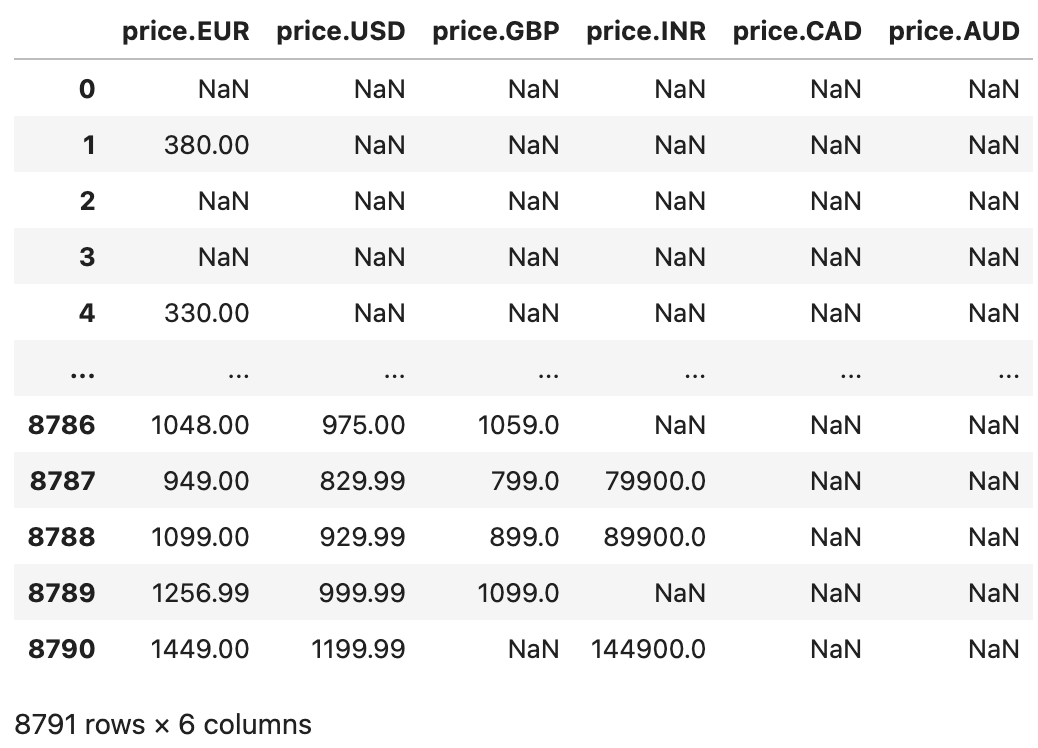 price.EUR price.USD price.GBP price.INR price.CAD price.AUD
0 NaN NaN NaN NaN NaN NaN
1 380.00 NaN NaN NaN NaN NaN
2 NaN NaN NaN NaN NaN NaN
3 NaN NaN NaN NaN NaN NaN
4 330.00 NaN NaN NaN NaN NaN
... ... ... ... ... ... ...
8786 1048.00 975.00 1059.0 NaN NaN NaN
8787 949.00 829.99 799.0 79900.0 NaN NaN
8788 1099.00 929.99 899.0 89900.0 NaN NaN
8789 1256.99 999.99 1099.0 NaN NaN NaN
8790 1449.00 1199.99 NaN 144900.0 NaN NaN
8791 rows × 6 columns